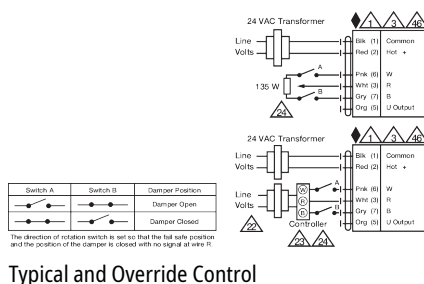 24 VAC Transformer
1 3 46
Line
Volts
Blk (1) Common
Red (2) Hot +
A
135 W
B
Pnk (6) W
Wht (3) R
Gry (7) B
Org (5) U Output
24
24 VAC Transformer
1 3 46
Line
Volts
Blk (1) Common
Red (2) Hot +
Line
Volts
W A
R
B B
Pnk (6) W
Wht (3) R
Gry (7) B
Org (5) U Output
22
Controller
23 24
Switch A Switch B Damper Position
Damper Open
Damper Closed
The direction of rotation switch is set so that the fail safe position
and the position of the damper is closed with no signal at wire R.
Typical and Override Control